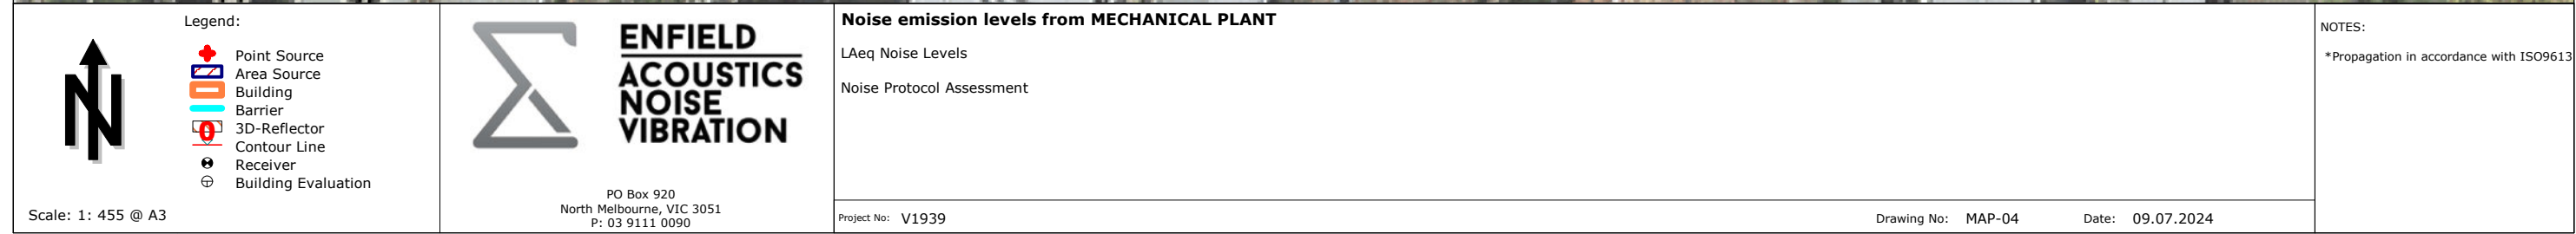 Legend:
Point Source
Area Source
Building
Barrier
3D-Reflector
Contour Line
Receiver
Building Evaluation
N
Scale: 1: 455 @ A3
ENFIELD
ACOUSTICS
NOISE
VIBRATION
PO Box 920
North Melbourne, VIC 3051
P: 03 9111 0090
Noise emission levels from MECHANICAL PLANT
LAeq Noise Levels
Noise Protocol Assessment
Project No: V1939
Drawing No: MAP-04 Date: 09.07.2024
NOTES:
*Propagation in accordance with ISO9613